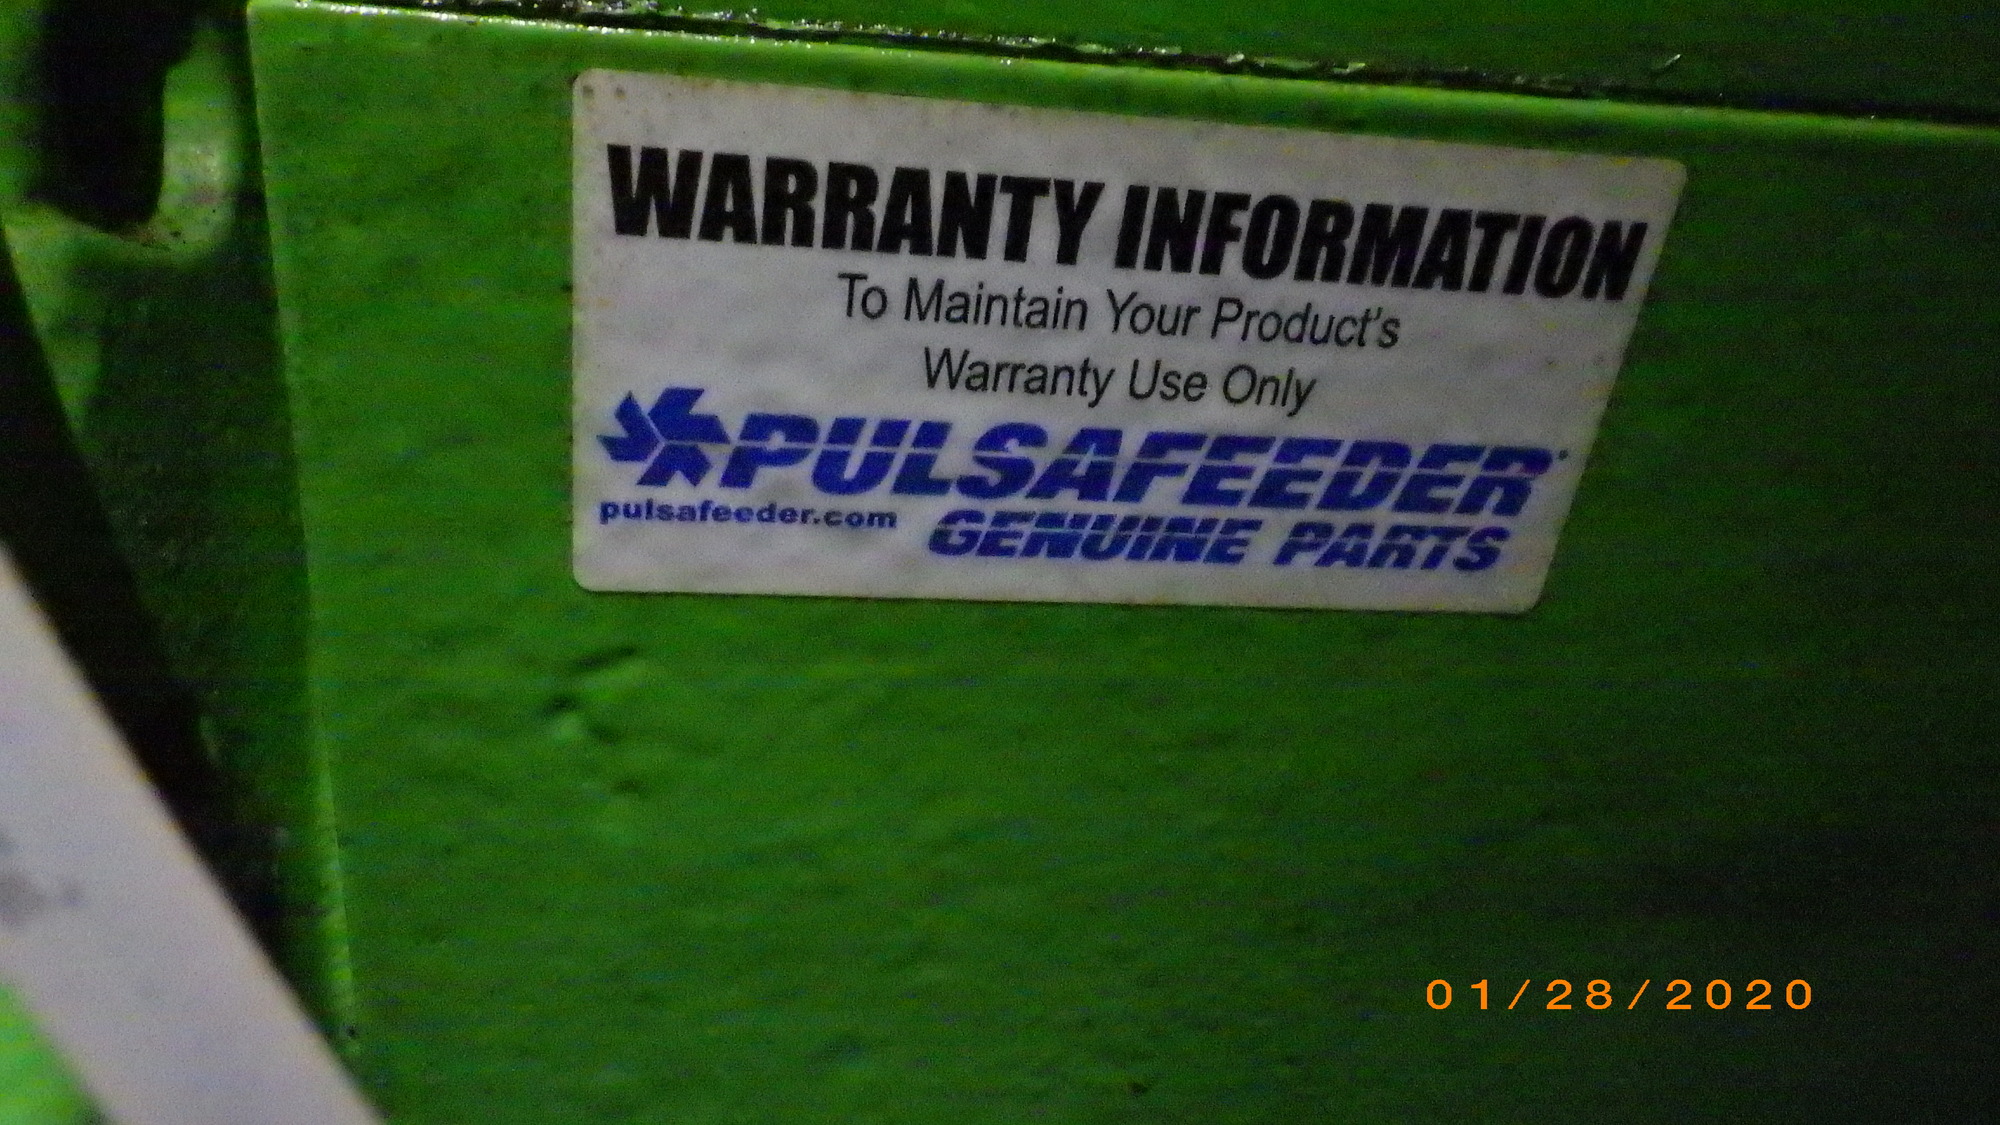 WARRANTY INFORMATION
To Maintain Your Product's
Warranty Use Only
PULSAFEEDER
pulsafeeder.com
GENUINE PARTS
01/28/2020